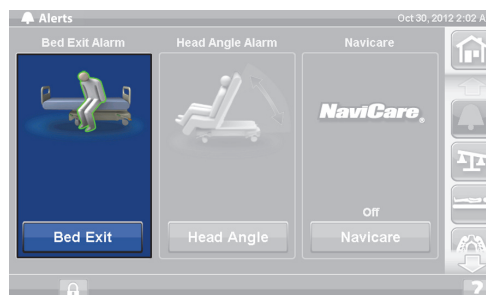 Alerts Oct 30, 2012 2:02 A
Bed Exit Alarm Head Angle Alarm Navicare
NaviCare®
Off
Bed Exit Head Angle Navicare
?